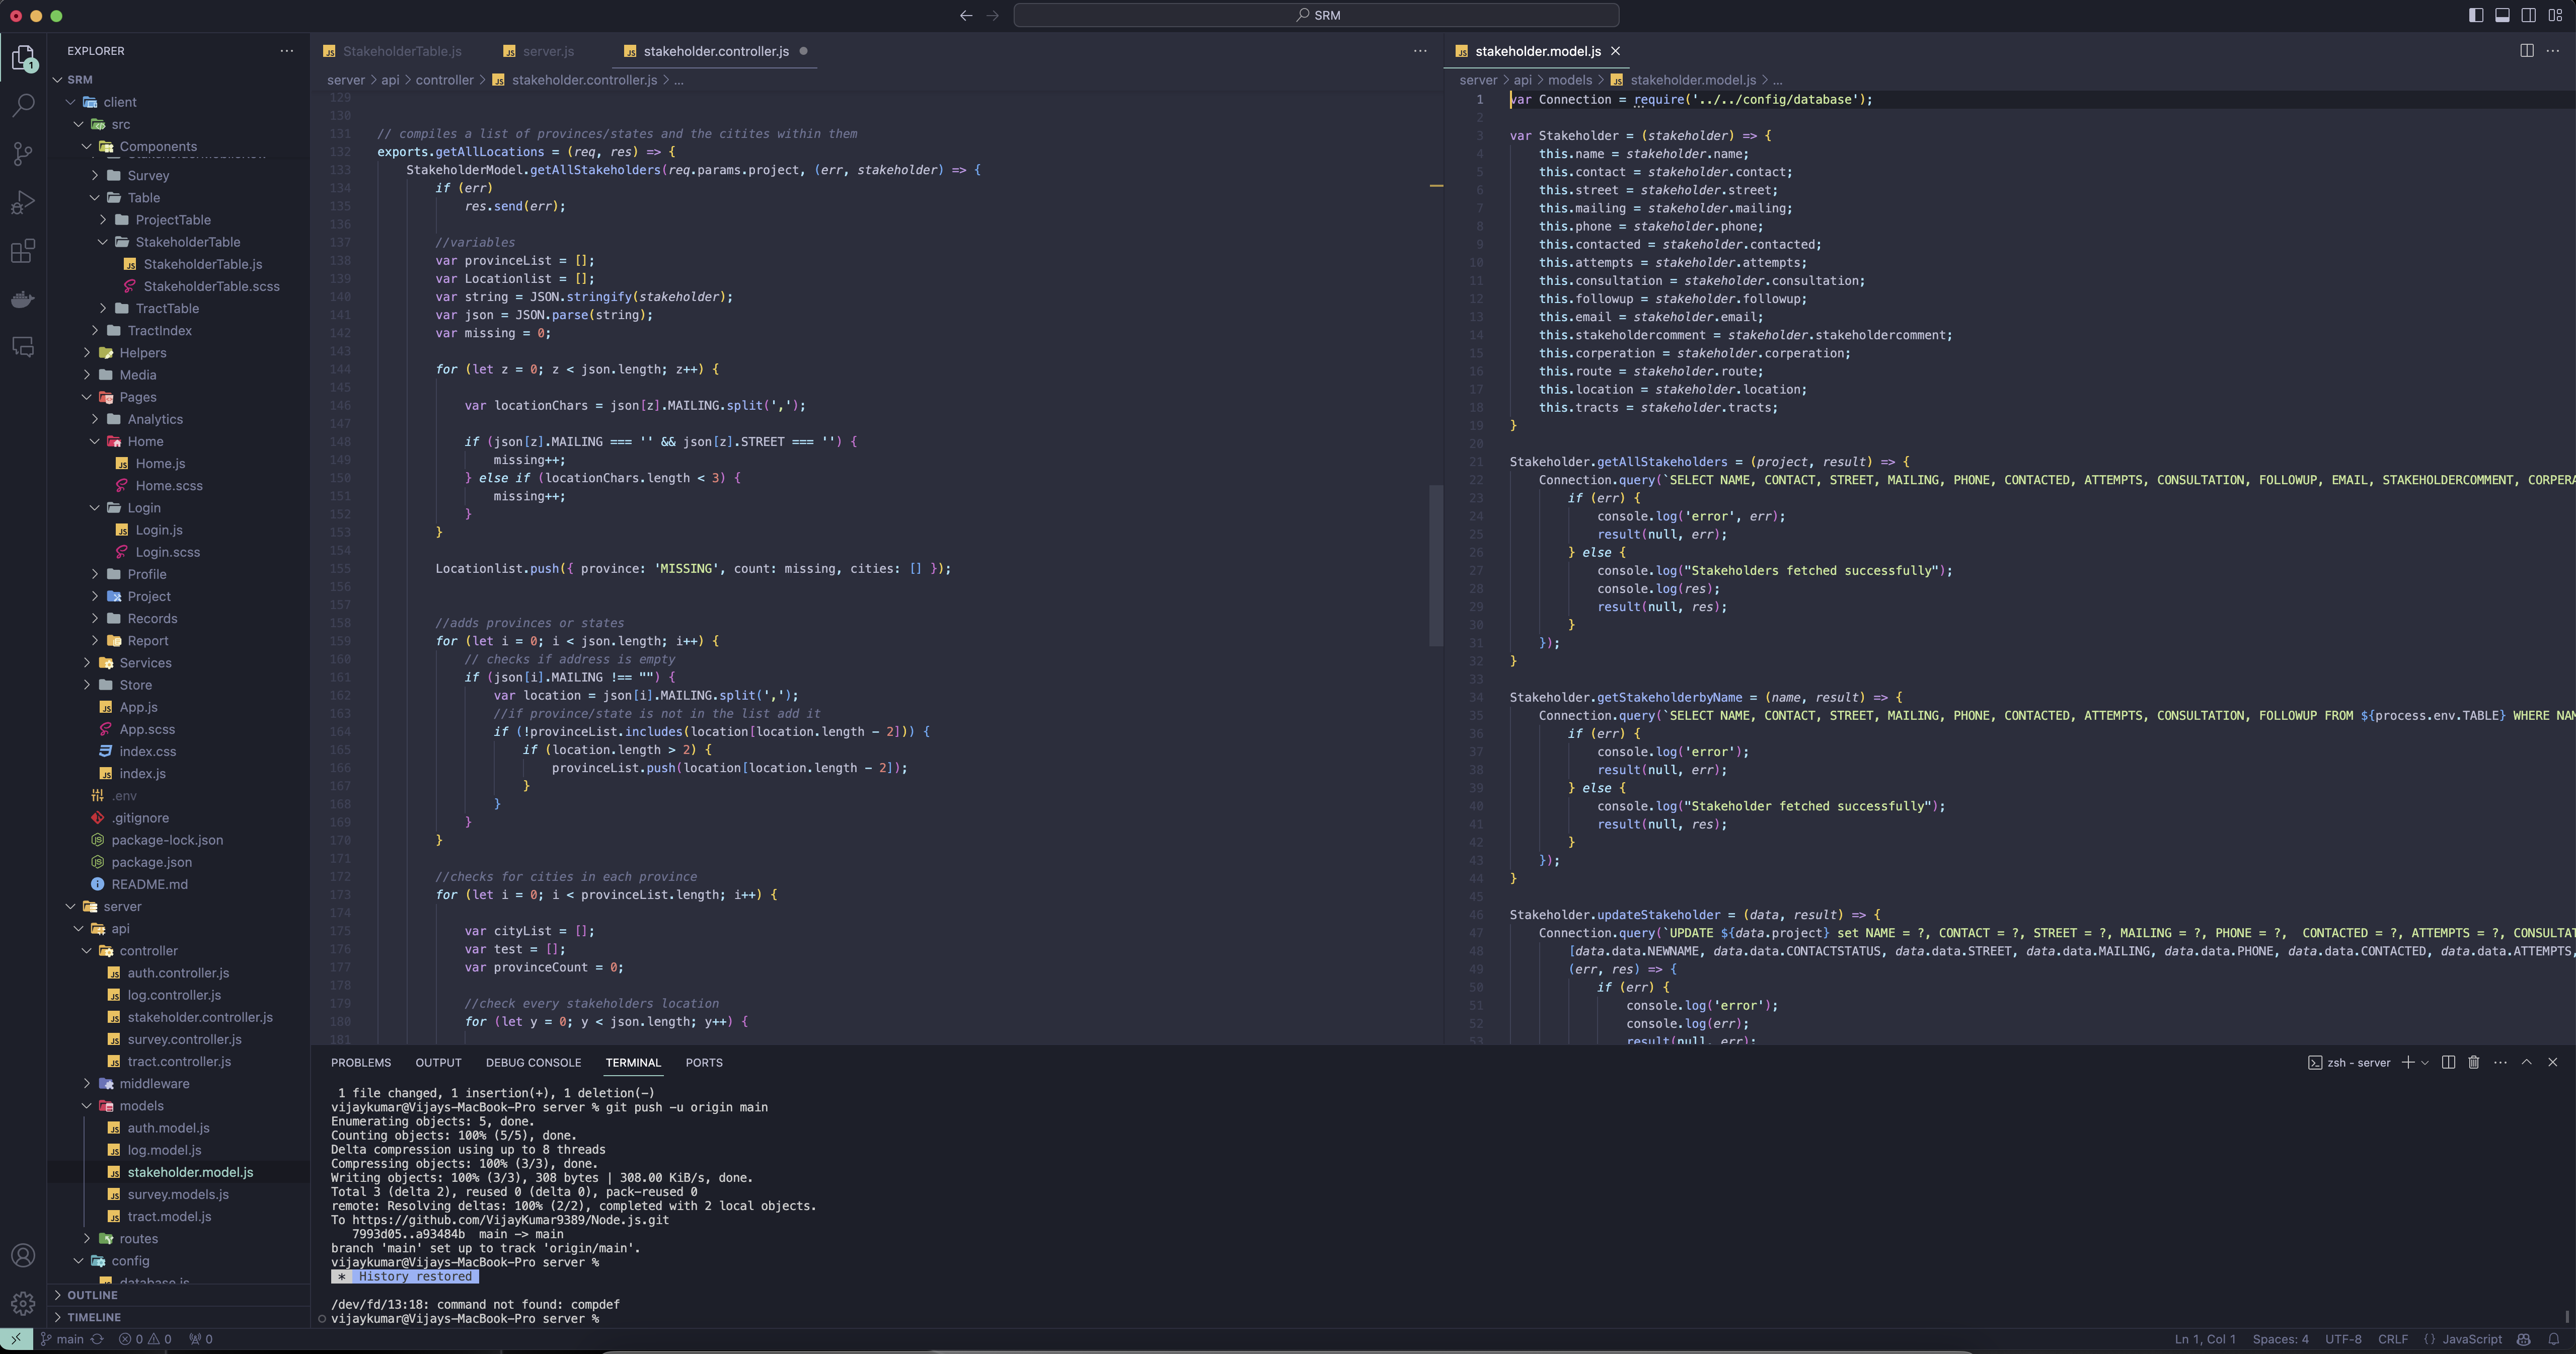 SRM
EXPLORER
SRM
client
src
Components
Survey
Table
ProjectTable
StakeholderTable
StakeholderTable.js
StakeholderTable.scss
TractTable
TractIndex
Helpers
Media
Pages
Analytics
Home
Home.js
Home.scss
Login
Login.js
Login.scss
Profile
Project
Records
Report
Services
Store
App.js
App.scss
index.css
index.js
.env
.gitignore
package-lock.json
package.json
README.md
server
api
controller
auth.controller.js
log.controller.js
stakeholder.controller.js
survey.controller.js
tract.controller.js
middleware
models
auth.model.js
log.model.js
stakeholder.model.js
survey.models.js
tract.model.js
routes
config
database.js
OUTLINE
TIMELINE
StakeholderTable.js server.js stakeholder.controller.js
server > api > controller > stakeholder.controller.js > ...
129
130
131 // compiles a list of provinces/states and the citites within them
132 exports.getAllLocations = (req, res) => {
133 StakeholderModel.getAllStakeholders(req.params.project, (err, stakeholder) => {
134 if (err)
135 res.send(err);
136
137 //variables
138 var provinceList = [];
139 var Locationlist = [];
140 var string = JSON.stringify(stakeholder);
141 var json = JSON.parse(string);
142 var missing = 0;
143
144 for (let z = 0; z < json.length; z++) {
145
146 var locationChars = json[z].MAILING.split(',');
147
148 if (json[z].MAILING === '' && json[z].STREET === '') {
149 missing++;
150 } else if (locationChars.length < 3) {
151 missing++;
152 }
153 }
154
155 Locationlist.push({ province: 'MISSING', count: missing, cities: [] });
156
157
158 //adds provinces or states
159 for (let i = 0; i < json.length; i++) {
160 // checks if address is empty
161 if (json[i].MAILING !== "") {
162 var location = json[i].MAILING.split(',');
163 //if province/state is not in the list add it
164 if (!provinceList.includes(location[location.length - 2])) {
165 if (location.length > 2) {
166 provinceList.push(location[location.length - 2]);
167 }
168 }
169 }
170 }
171
172 //checks for cities in each province
173 for (let i = 0; i < provinceList.length; i++) {
174
175 var cityList = [];
176 var test = [];
177 var provinceCount = 0;
178
179 //check every stakeholders location
180 for (let y = 0; y < json.length; y++) {
181
stakeholder.model.js
server > api > models > stakeholder.model.js > ...
1 var Connection = require('../../config/database');
2
3 var Stakeholder = (stakeholder) => {
4 this.name = stakeholder.name;
5 this.contact = stakeholder.contact;
6 this.street = stakeholder.street;
7 this.mailing = stakeholder.mailing;
8 this.phone = stakeholder.phone;
9 this.contacted = stakeholder.contacted;
10 this.attempts = stakeholder.attempts;
11 this.consultation = stakeholder.consultation;
12 this.followup = stakeholder.followup;
13 this.email = stakeholder.email;
14 this.stakeholdercomment = stakeholder.stakeholdercomment;
15 this.corperation = stakeholder.corperation;
16 this.route = stakeholder.route;
17 this.location = stakeholder.location;
18 this.tracts = stakeholder.tracts;
19 }
20
21 Stakeholder.getAllStakeholders = (project, result) => {
22 Connection.query(`SELECT NAME, CONTACT, STREET, MAILING, PHONE, CONTACTED, ATTEMPTS, CONSULTATION, FOLLOWUP, EMAIL, STAKEHOLDERCOMMENT, CORPERA
23 if (err) {
24 console.log('error', err);
25 result(null, err);
26 } else {
27 console.log("Stakeholders fetched successfully");
28 console.log(res);
29 result(null, res);
30 }
31 });
32 }
33
34 Stakeholder.getStakeholderbyName = (name, result) => {
35 Connection.query(`SELECT NAME, CONTACT, STREET, MAILING, PHONE, CONTACTED, ATTEMPTS, CONSULTATION, FOLLOWUP FROM ${process.env.TABLE} WHERE NAM
36 if (err) {
37 console.log('error');
38 result(null, err);
39 } else {
40 console.log("Stakeholder fetched successfully");
41 result(null, res);
42 }
43 });
44 }
45
46 Stakeholder.updateStakeholder = (data, result) => {
47 Connection.query(`UPDATE ${data.project} set NAME = ?, CONTACT = ?, STREET = ?, MAILING = ?, PHONE = ?, CONTACTED = ?, ATTEMPTS = ?, CONSULTAT
48 [data.data.NEWNAME, data.data.CONTACTSTATUS, data.data.STREET, data.data.MAILING, data.data.PHONE, data.data.CONTACTED, data.data.ATTEMPTS,
49 (err, res) => {
50 if (err) {
51 console.log('error');
52 console.log(err);
53 result(null, err);
PROBLEMS OUTPUT DEBUG CONSOLE TERMINAL PORTS
zsh - server
1 file changed, 1 insertion(+), 1 deletion(-)
vijaykumar@Vijays-MacBook-Pro server % git push -u origin main
Enumerating objects: 5, done.
Counting objects: 100% (5/5), done.
Delta compression using up to 8 threads
Compressing objects: 100% (3/3), done.
Writing objects: 100% (3/3), 308 bytes | 308.00 KiB/s, done.
Total 3 (delta 2), reused 0 (delta 0), pack-reused 0
remote: Resolving deltas: 100% (2/2), completed with 2 local objects.
To https://github.com/VijayKumar9389/Node.js.git
7993d05..a93484b main -> main
branch 'main' set up to track 'origin/main'.
vijaykumar@Vijays-MacBook-Pro server %
* History restored
/dev/fd/13:18: command not found: compdef
vijaykumar@Vijays-MacBook-Pro server %
main 0 0 0
Ln 1, Col 1 Spaces: 4 UTF-8 CRLF {} JavaScript